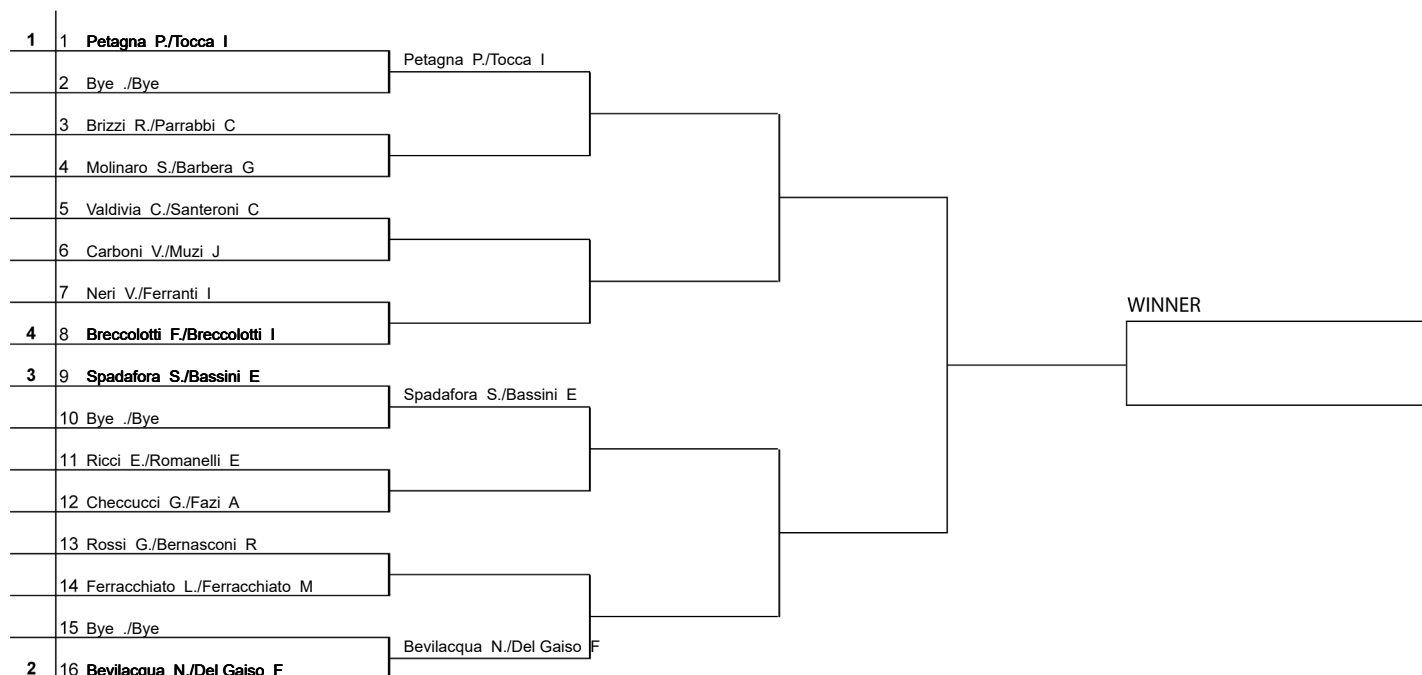 1 1 Petagna P./Tocca I
Petagna P./Tocca I
2 Bye ./Bye
3 Brizzi R./Parrabbi C
4 Molinaro S./Barbera G
5 Valdivia C./Santeroni C
6 Carboni V./Muzi J
7 Neri V./Ferranti I
WINNER
4 8 Breccolotti F./Breccolotti I
3 9 Spadafora S./Bassini E
Spadafora S./Bassini E
10 Bye ./Bye
11 Ricci E./Romanelli E
12 Checcucci G./Fazi A
13 Rossi G./Bernasconi R
14 Ferracchiato L./Ferracchiato M
15 Bye ./Bye
Bevilacqua N./Del Gaiso F
2 16 Bevilacqua N./Del Gaiso F